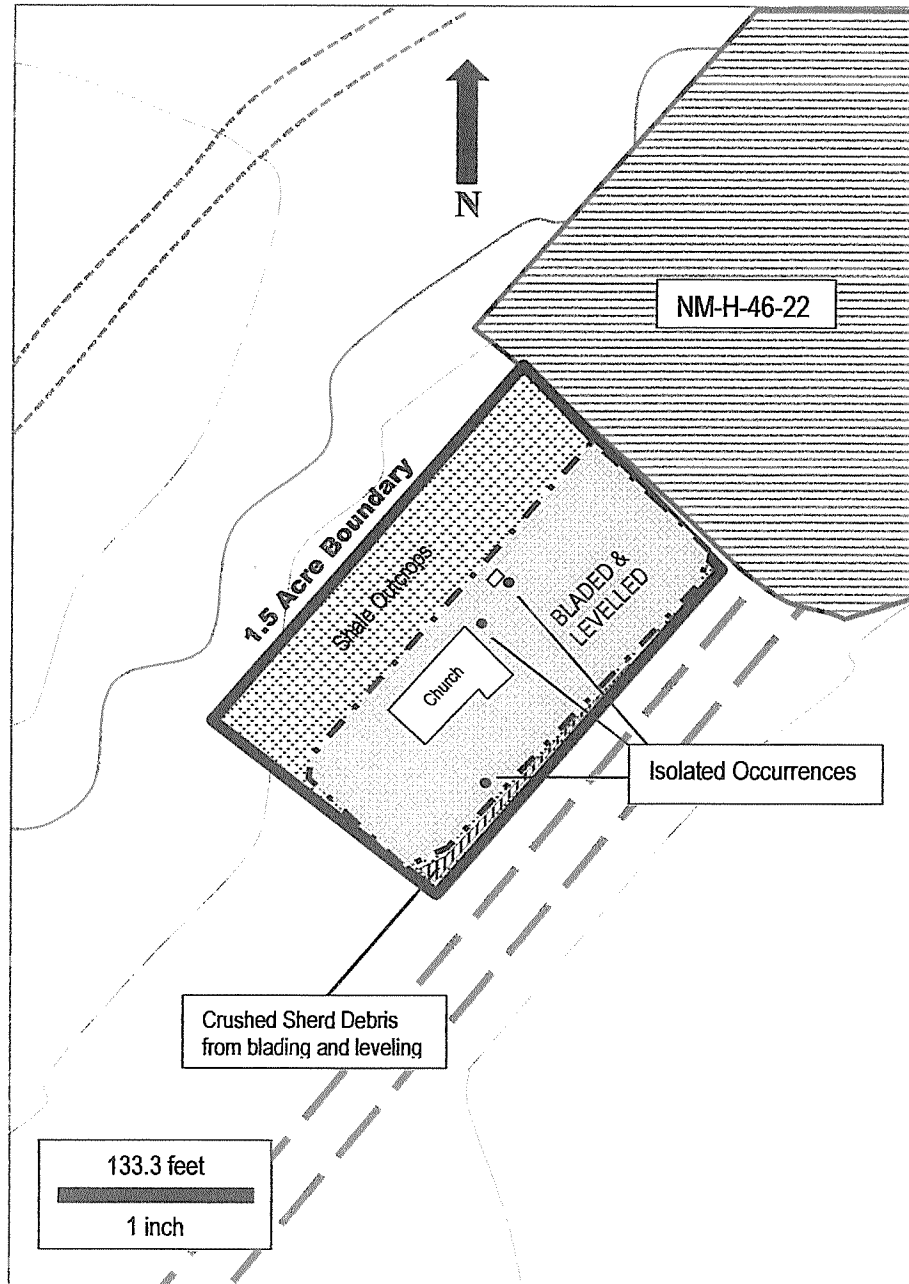 N
NM-H-46-22
1.5 Acre Boundary
Shale Outcrops
BLADED &
LEVELLED
Church
Isolated Occurrences
Crushed Sherd Debris
from blading and leveling
133.3 feet
1 inch